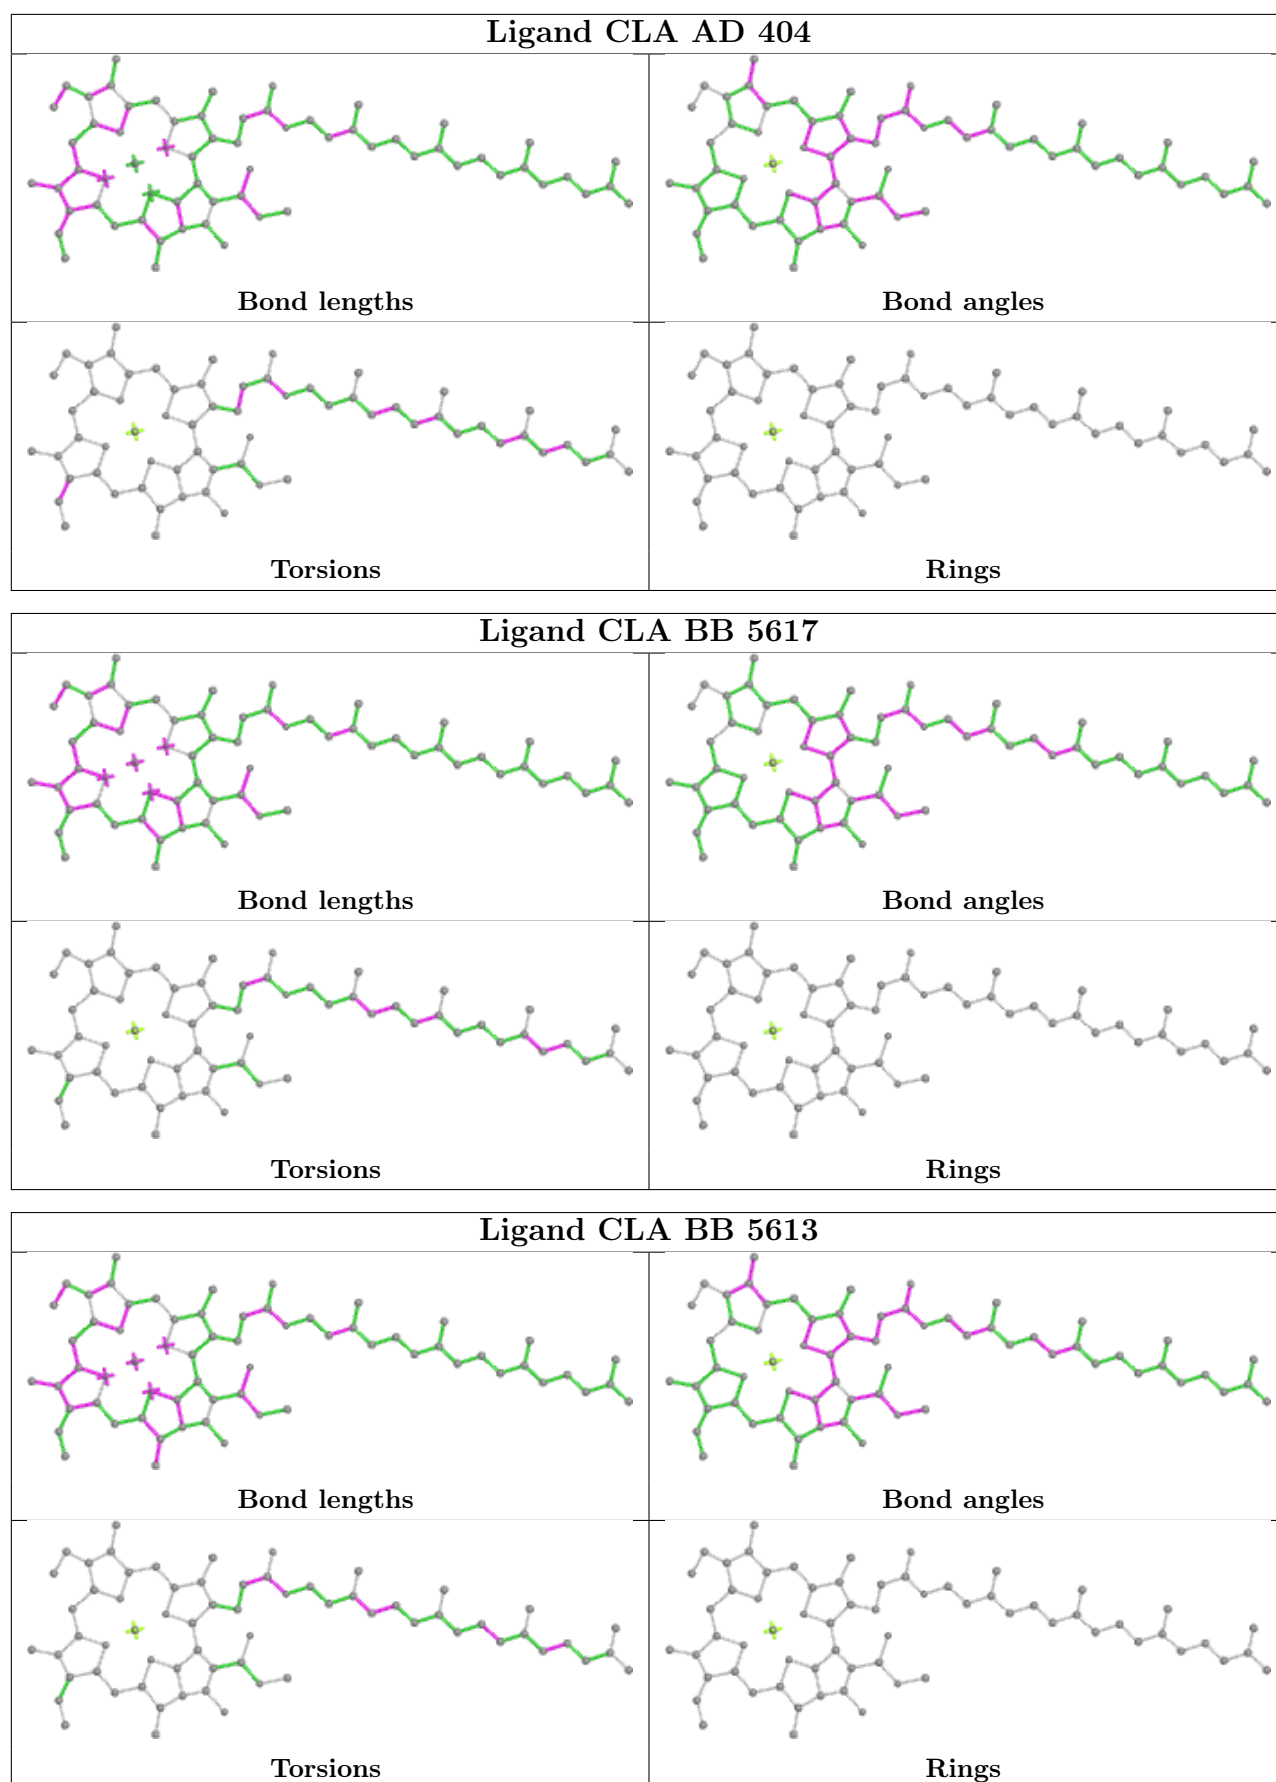 Ligand CLA AD 404
Bond lengths
Bond angles
Torsions
Rings
Ligand CLA BB 5617
Bond lengths
Bond angles
Torsions
Rings
Ligand CLA BB 5613
Bond lengths
Bond angles
Torsions
Rings